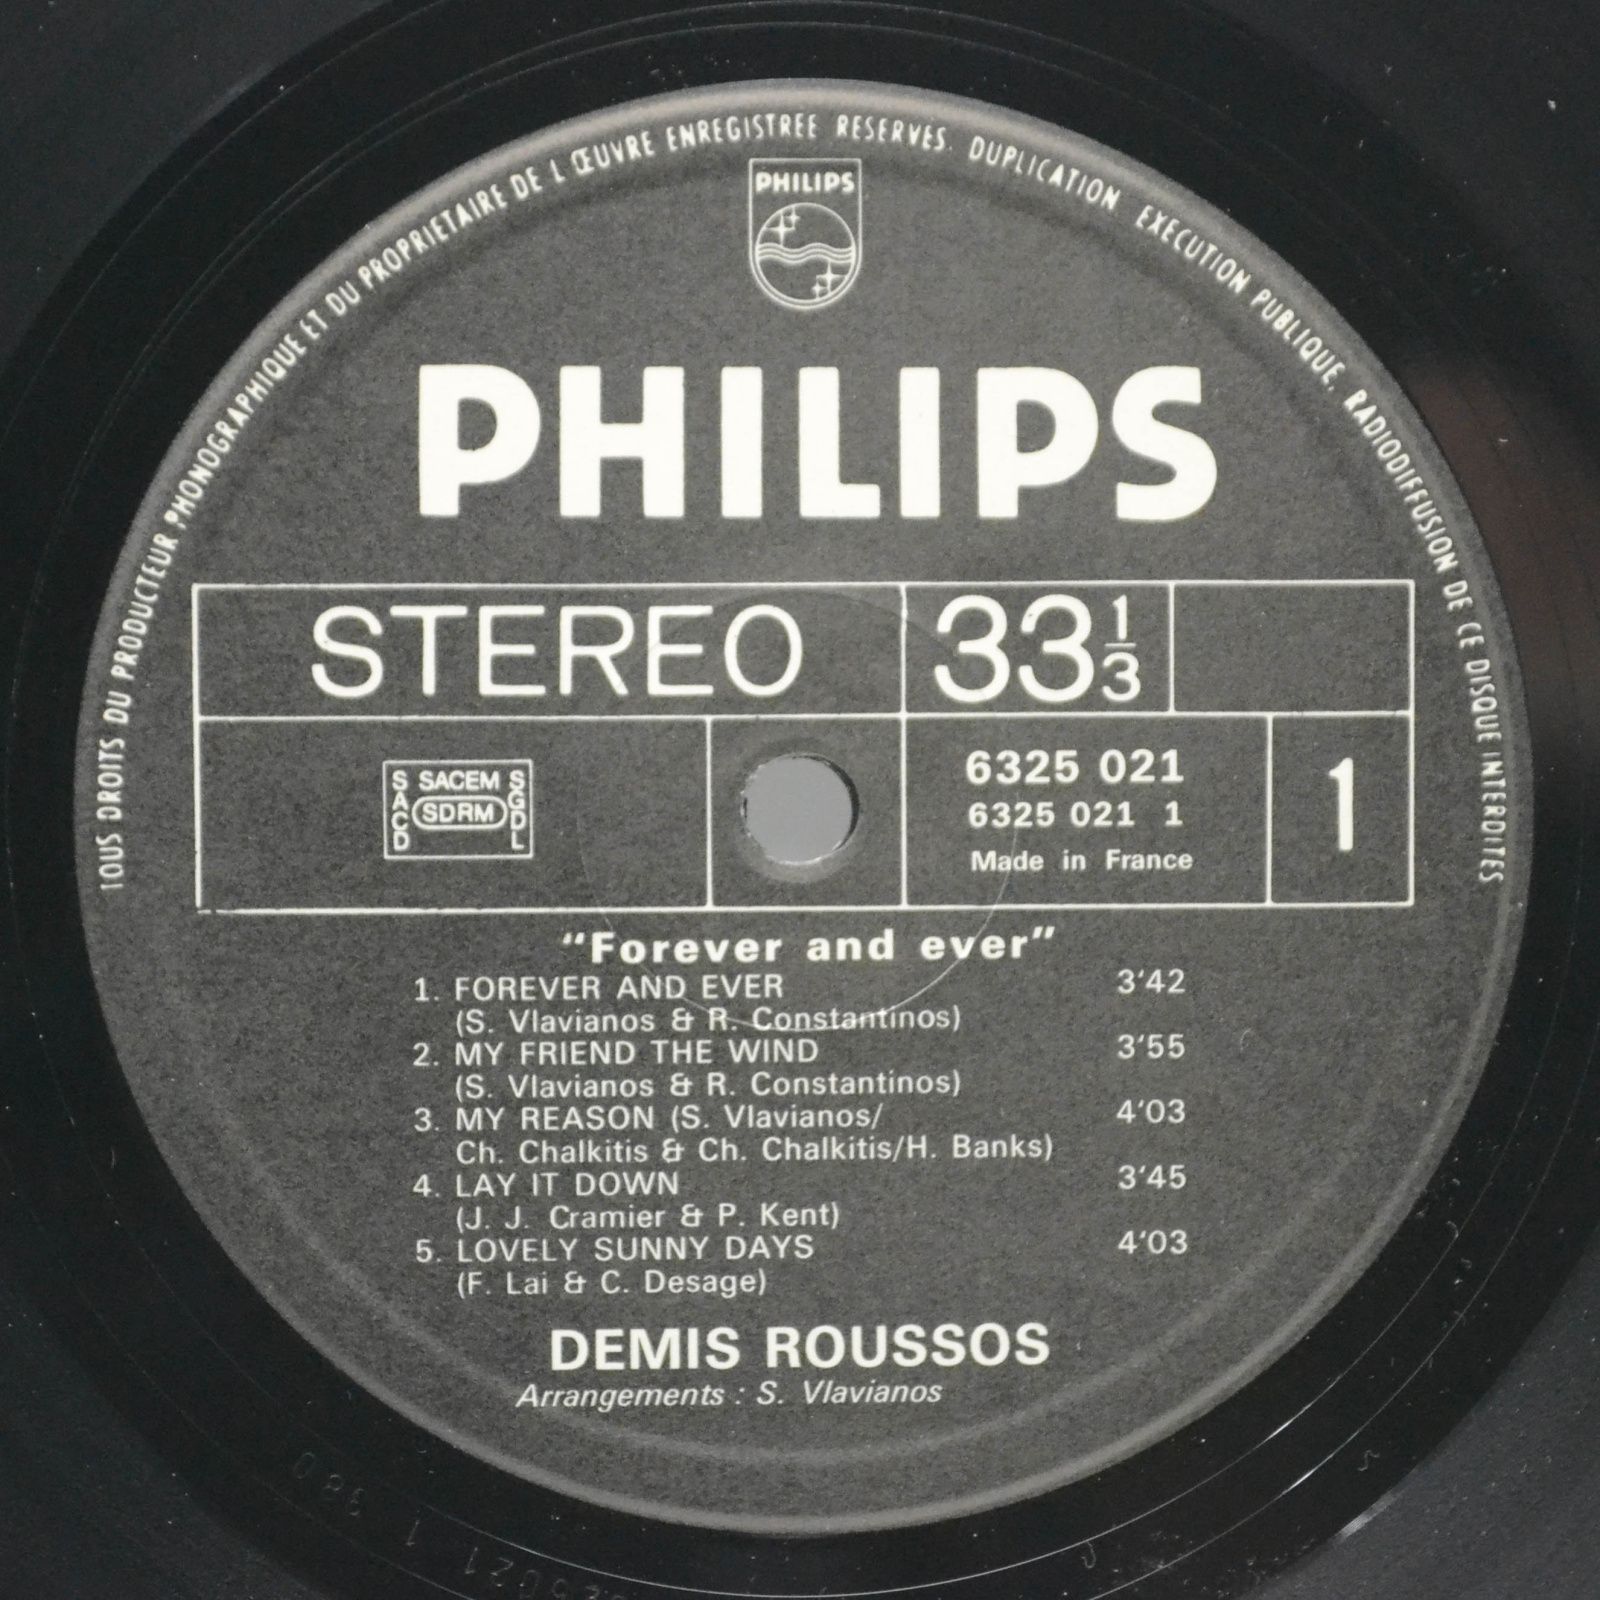 TOUS DROITS DU PRODUCTEUR PHONOGRAPHIQUE ET DU PROPRIETAIRE DE L ŒUVRE ENREGISTREE RESERVES. DUPLICATION EXECUTION PUBLIQUE, RADIODIFFUSION DE CE DISQUE INTERDITES
PHILIPS
PHILIPS
STEREO 33 1/3
SACD SACEM SGDL
SDRM
6325 021
6325 021 1
Made in France
1
"Forever and ever"
1. FOREVER AND EVER 3'42
(S. Vlavianos & R. Constantinos)
2. MY FRIEND THE WIND 3'55
(S. Vlavianos & R. Constantinos)
3. MY REASON (S. Vlavianos/ 4'03
Ch. Chalkitis & Ch. Chalkitis/H. Banks)
4. LAY IT DOWN 3'45
(J. J. Cramier & P. Kent)
5. LOVELY SUNNY DAYS 4'03
(F. Lai & C. Desage)
DEMIS ROUSSOS
Arrangements : S. Vlavianos